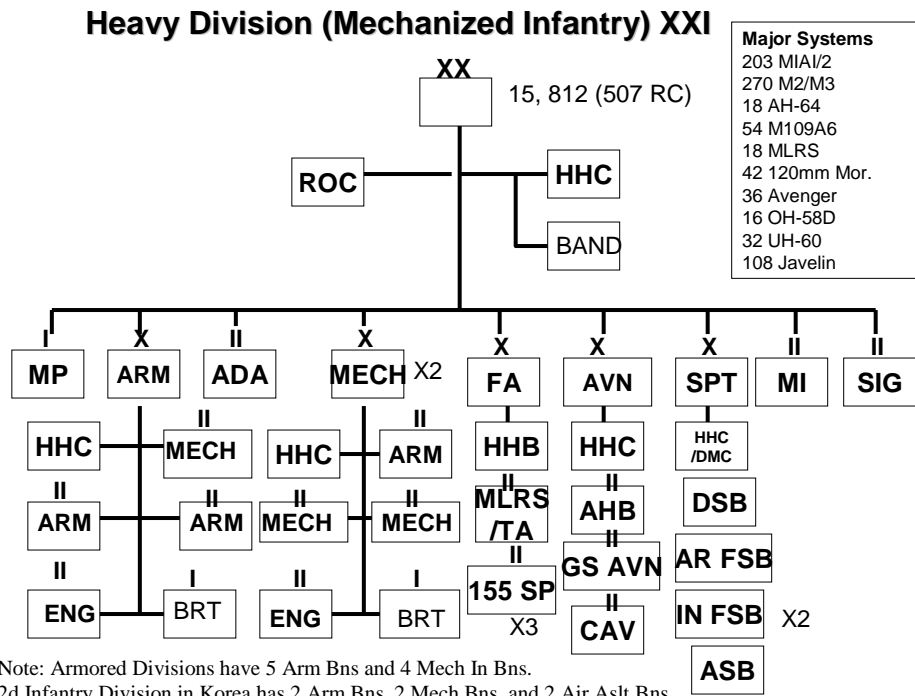 Heavy Division (Mechanized Infantry) XXI
Major Systems
203 MIAI/2
270 M2/M3
18 AH-64
54 M109A6
18 MLRS
42 120mm Mor.
36 Avenger
16 OH-58D
32 UH-60
108 Javelin
XX
15, 812 (507 RC)
ROC
HHC
BAND
I X II X X X X II II
MP ARM ADA MECH X2 FA AVN SPT MI SIG
HHC
II
MECH
II
ARM
II
ARM
II
ENG
I
BRT
HHC
II
ARM
II
MECH
II
MECH
II
ENG
I
BRT
HHB
II
MLRS
/TA
II
155 SP
X3
HHC
II
AHB
II
GS AVN
II
CAV
HHC
/DMC
DSB
AR FSB
IN FSB X2
ASB
Note: Armored Divisions have 5 Arm Bns and 4 Mech In Bns.
2d Infantry Division in Korea has 2 Arm Bns, 2 Mech Bns, and 2 Air Aslt Bns